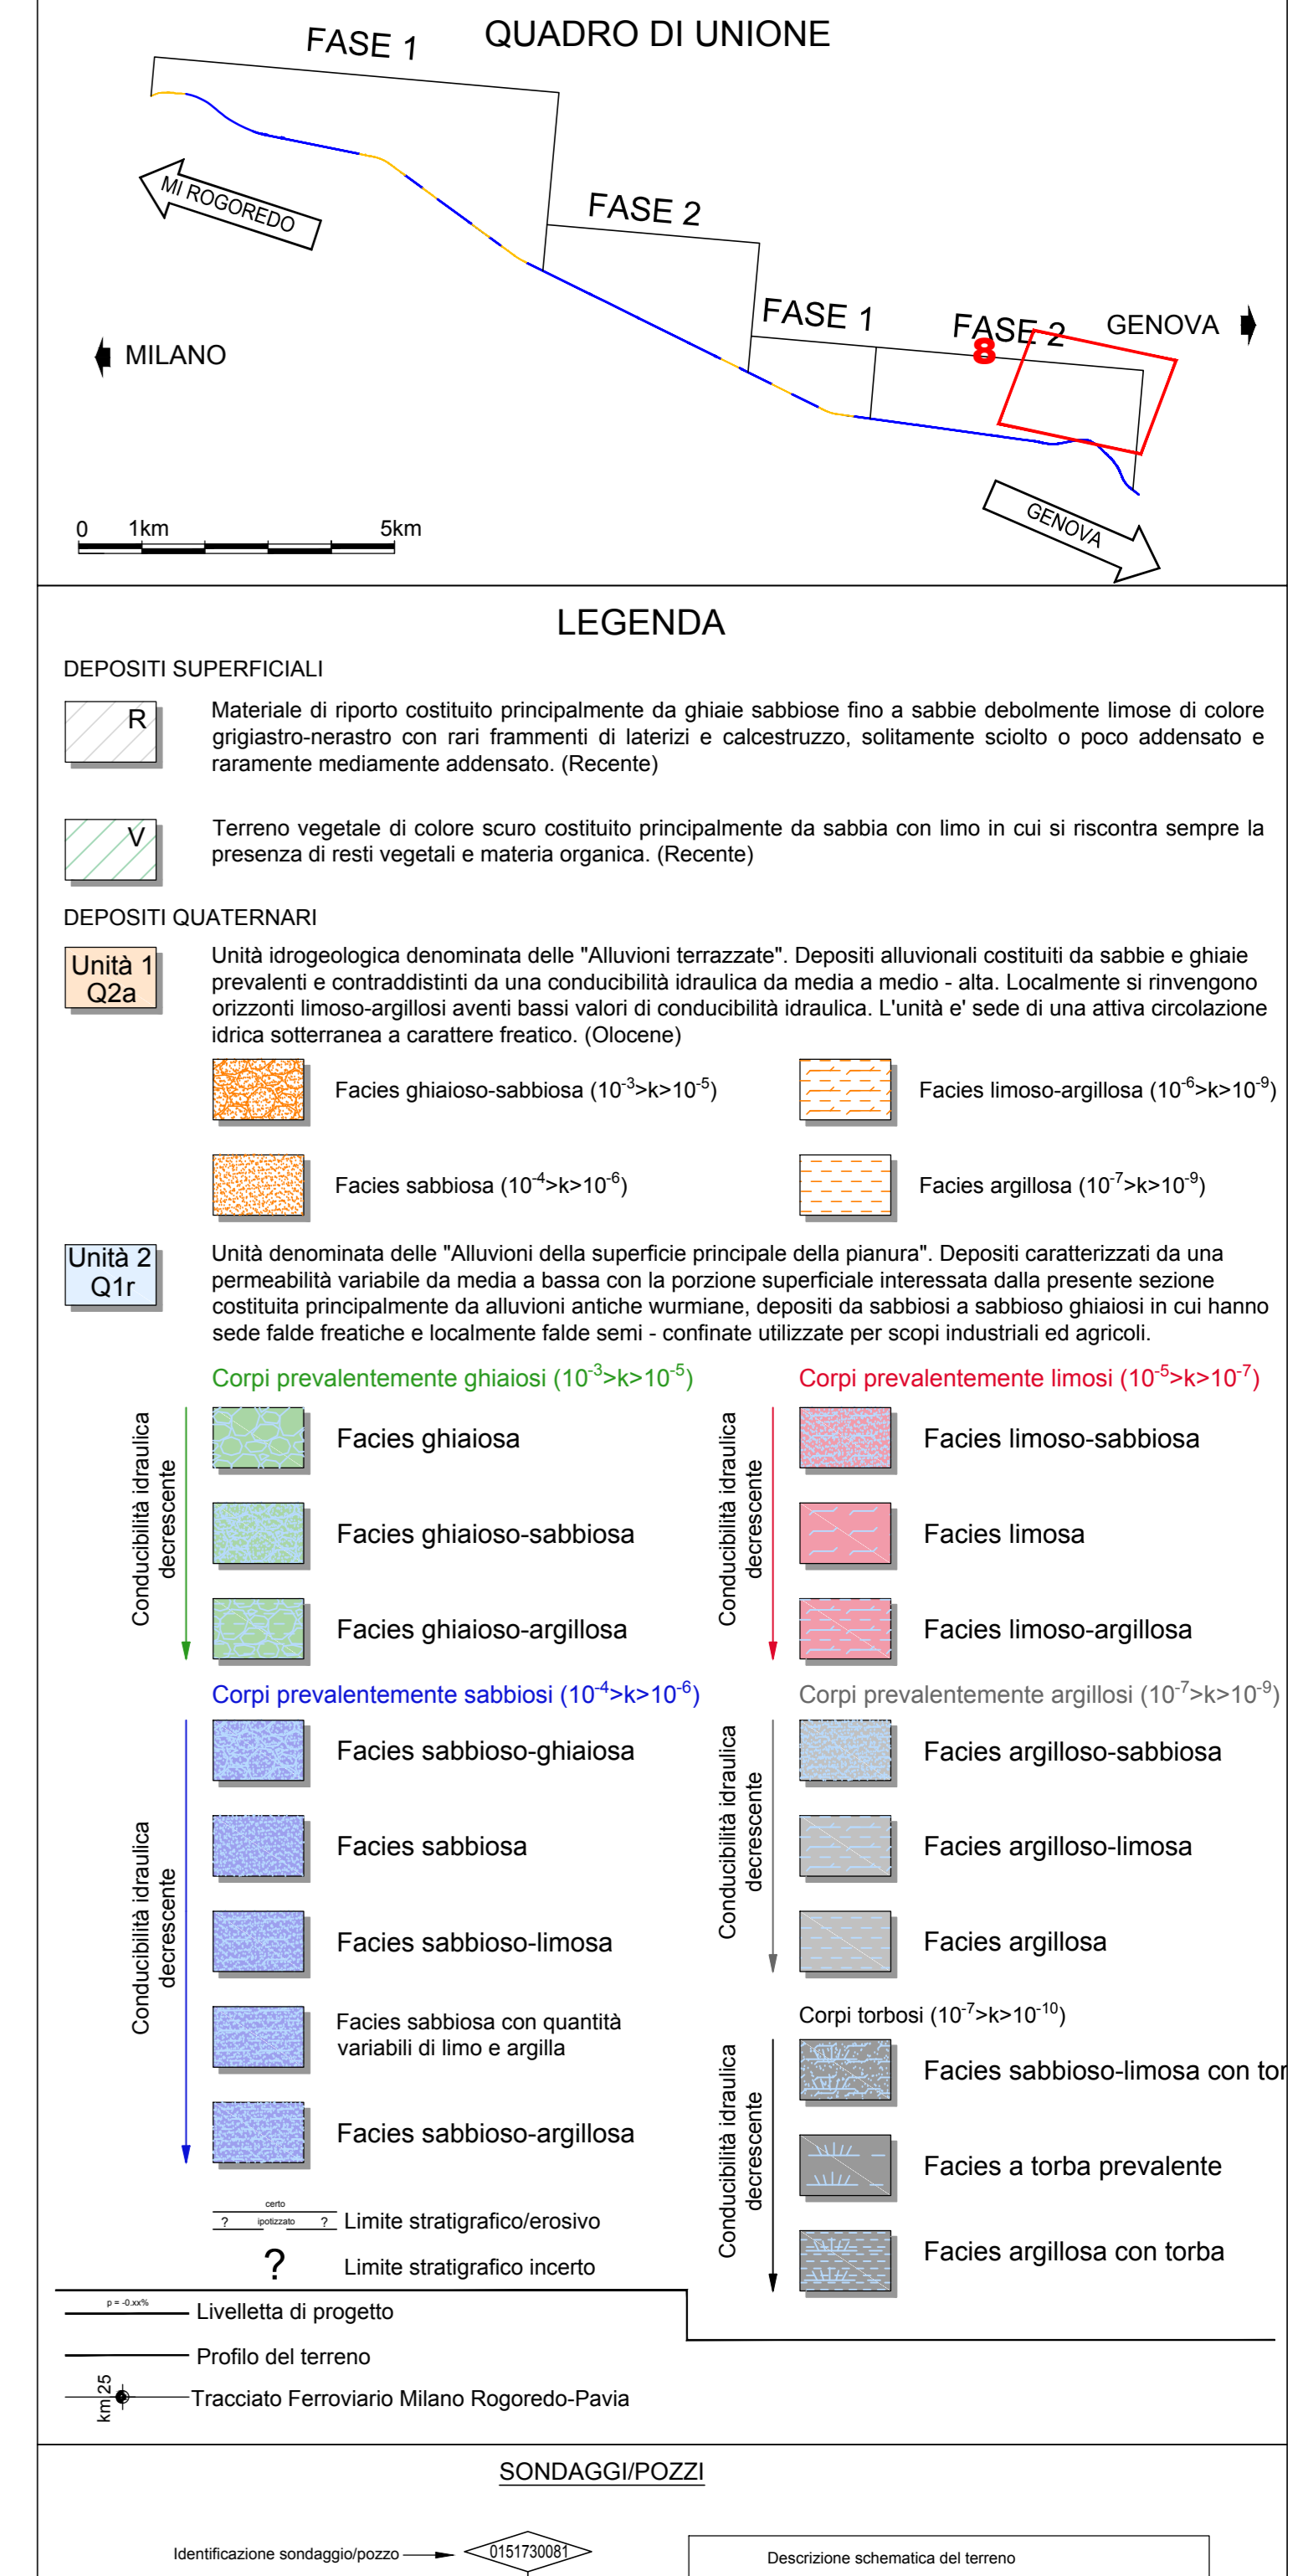 QUADRO DI UNIONE
FASE 1
FASE 2
FASE 1
FASE 2
8
MI ROGOREDO
MILANO
GENOVA
GENOVA
0 1km 5km
LEGENDA
DEPOSITI SUPERFICIALI
R
Materiale di riporto costituito principalmente da ghiaie sabbiose fino a sabbie debolmente limose di colore
grigiastro-nerastro con rari frammenti di laterizi e calcestruzzo, solitamente sciolto o poco addensato e
raramente mediamente addensato. (Recente)
V
Terreno vegetale di colore scuro costituito principalmente da sabbia con limo in cui si riscontra sempre la
presenza di resti vegetali e materia organica. (Recente)
DEPOSITI QUATERNARI
Unità 1
Q2a
Unità idrogeologica denominata delle "Alluvioni terrazzate". Depositi alluvionali costituiti da sabbie e ghiaie
prevalenti e contraddistinti da una conducibilità idraulica da media a medio - alta. Localmente si rinvengono
orizzonti limoso-argillosi aventi bassi valori di conducibilità idraulica. L'unità e' sede di una attiva circolazione
idrica sotterranea a carattere freatico. (Olocene)
Facies ghiaioso-sabbiosa (10⁻³>k>10⁻⁵)
Facies limoso-argillosa (10⁻⁶>k>10⁻⁹)
Facies sabbiosa (10⁻⁴>k>10⁻⁶)
Facies argillosa (10⁻⁷>k>10⁻⁹)
Unità 2
Q1r
Unità denominata delle "Alluvioni della superficie principale della pianura". Depositi caratterizzati da una
permeabilità variabile da media a bassa con la porzione superficiale interessata dalla presente sezione
costituita principalmente da alluvioni antiche wurmiane, depositi da sabbiosi a sabbioso ghiaiosi in cui hanno
sede falde freatiche e localmente falde semi - confinate utilizzate per scopi industriali ed agricoli.
Corpi prevalentemente ghiaiosi (10⁻³>k>10⁻⁵)
Conducibilità idraulica
decrescente
Facies ghiaiosa
Facies ghiaioso-sabbiosa
Facies ghiaioso-argillosa
Corpi prevalentemente limosi (10⁻⁵>k>10⁻⁷)
Conducibilità idraulica
decrescente
Facies limoso-sabbiosa
Facies limosa
Facies limoso-argillosa
Corpi prevalentemente sabbiosi (10⁻⁴>k>10⁻⁶)
Conducibilità idraulica
decrescente
Facies sabbioso-ghiaiosa
Facies sabbiosa
Facies sabbioso-limosa
Facies sabbiosa con quantità
variabili di limo e argilla
Facies sabbioso-argillosa
Corpi prevalentemente argillosi (10⁻⁷>k>10⁻⁹)
Conducibilità idraulica
decrescente
Facies argilloso-sabbiosa
Facies argilloso-limosa
Facies argillosa
Corpi torbosi (10⁻⁷>k>10⁻¹⁰)
Conducibilità idraulica
decrescente
Facies sabbioso-limosa con tor
Facies a torba prevalente
Facies argillosa con torba
certo
? ipotizzato ?
Limite stratigrafico/erosivo
?
Limite stratigrafico incerto
p = -0.xx%
Livelletta di progetto
Profilo del terreno
km 25
Tracciato Ferroviario Milano Rogoredo-Pavia
SONDAGGI/POZZI
Identificazione sondaggio/pozzo
0151730081
Descrizione schematica del terreno